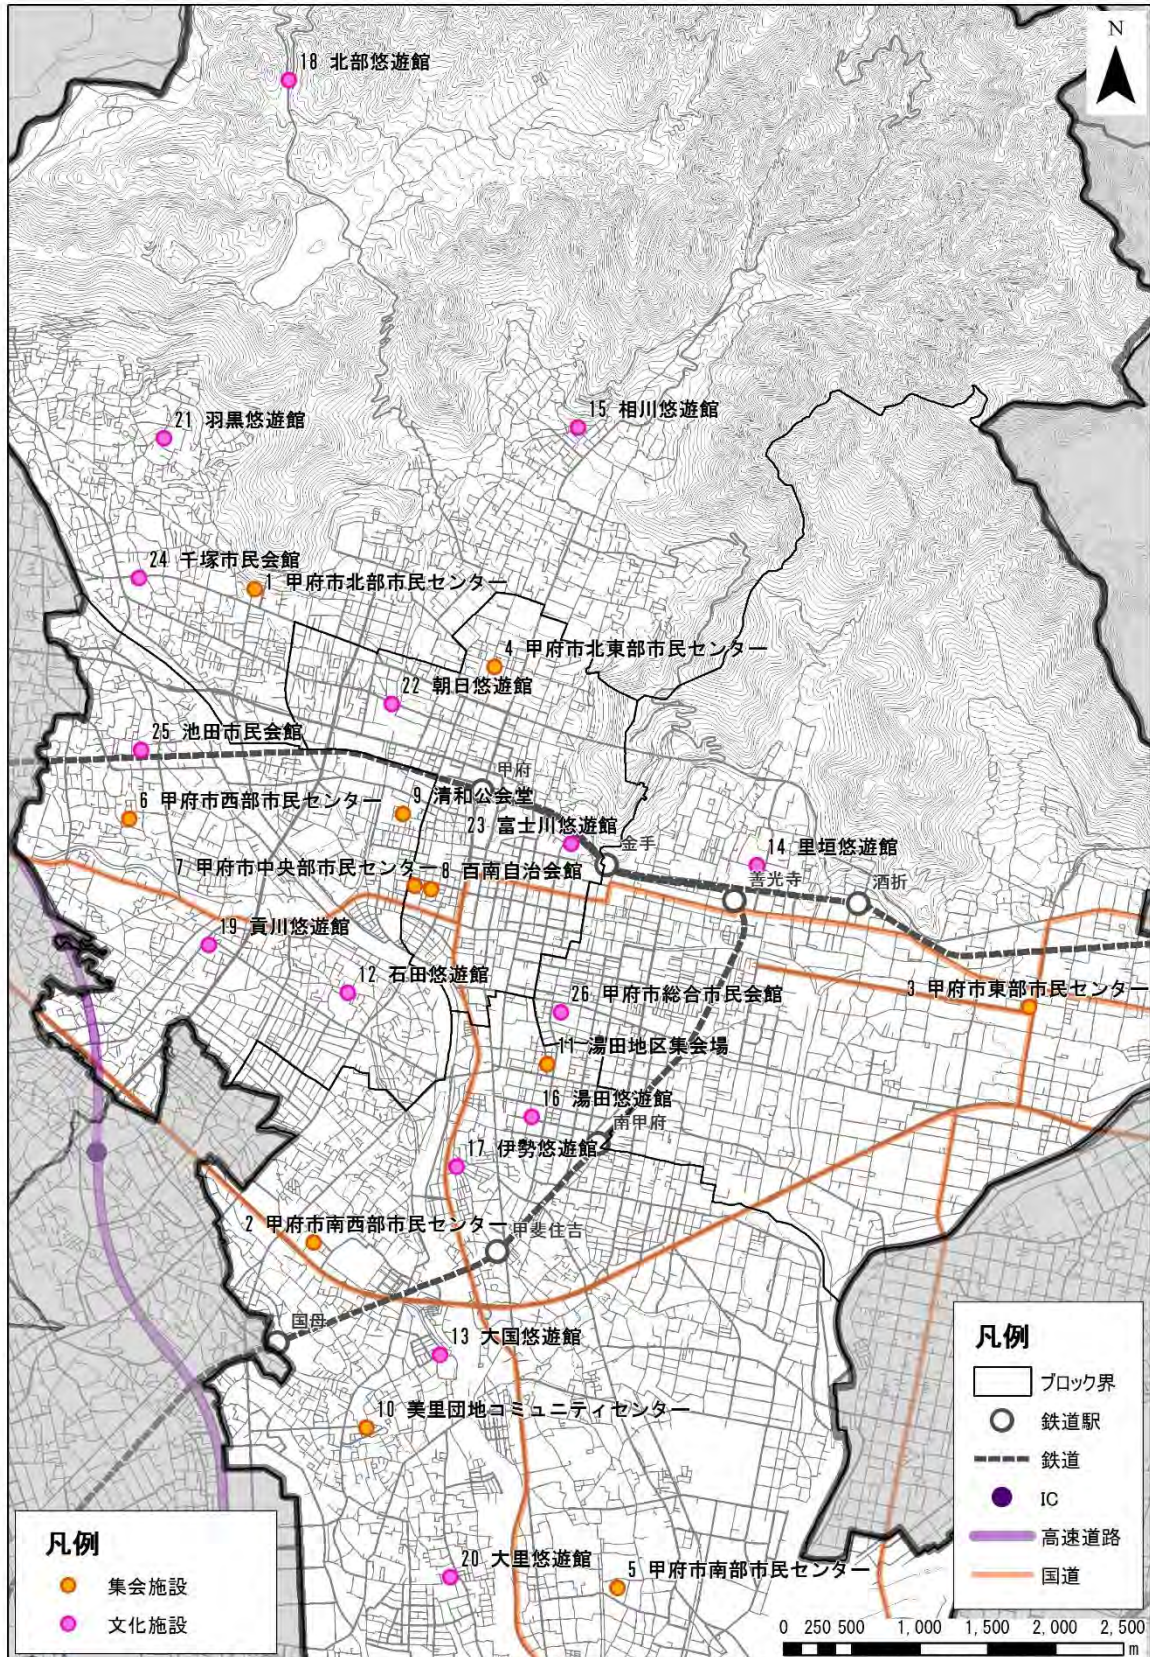 N
18 北部悠遊館
21 羽黒悠遊館
15 相川悠遊館
24 千塚市民会館
1 甲府市北部市民センター
4 甲府市北東部市民センター
22 朝日悠遊館
25 池田市民会館
甲府
6 甲府市西部市民センター
9 清和公会堂
23 富士川悠遊館
金手
14 里垣悠遊館
7 甲府市中央部市民センター
8 百南自治会館
善光寺
酒折
19 貢川悠遊館
12 石田悠遊館
26 甲府市総合市民会館
3 甲府市東部市民センター
11 湯田地区集会場
16 湯田悠遊館
南甲府
17 伊勢悠遊館
2 甲府市南西部市民センター
甲斐住吉
国母
13 大国悠遊館
10 美里団地コミュニティセンター
20 大里悠遊館
5 甲府市南部市民センター
凡例
ブロック界
鉄道駅
鉄道
IC
高速道路
国道
凡例
集会施設
文化施設
0 250 500 1,000 1,500 2,000 2,500
m